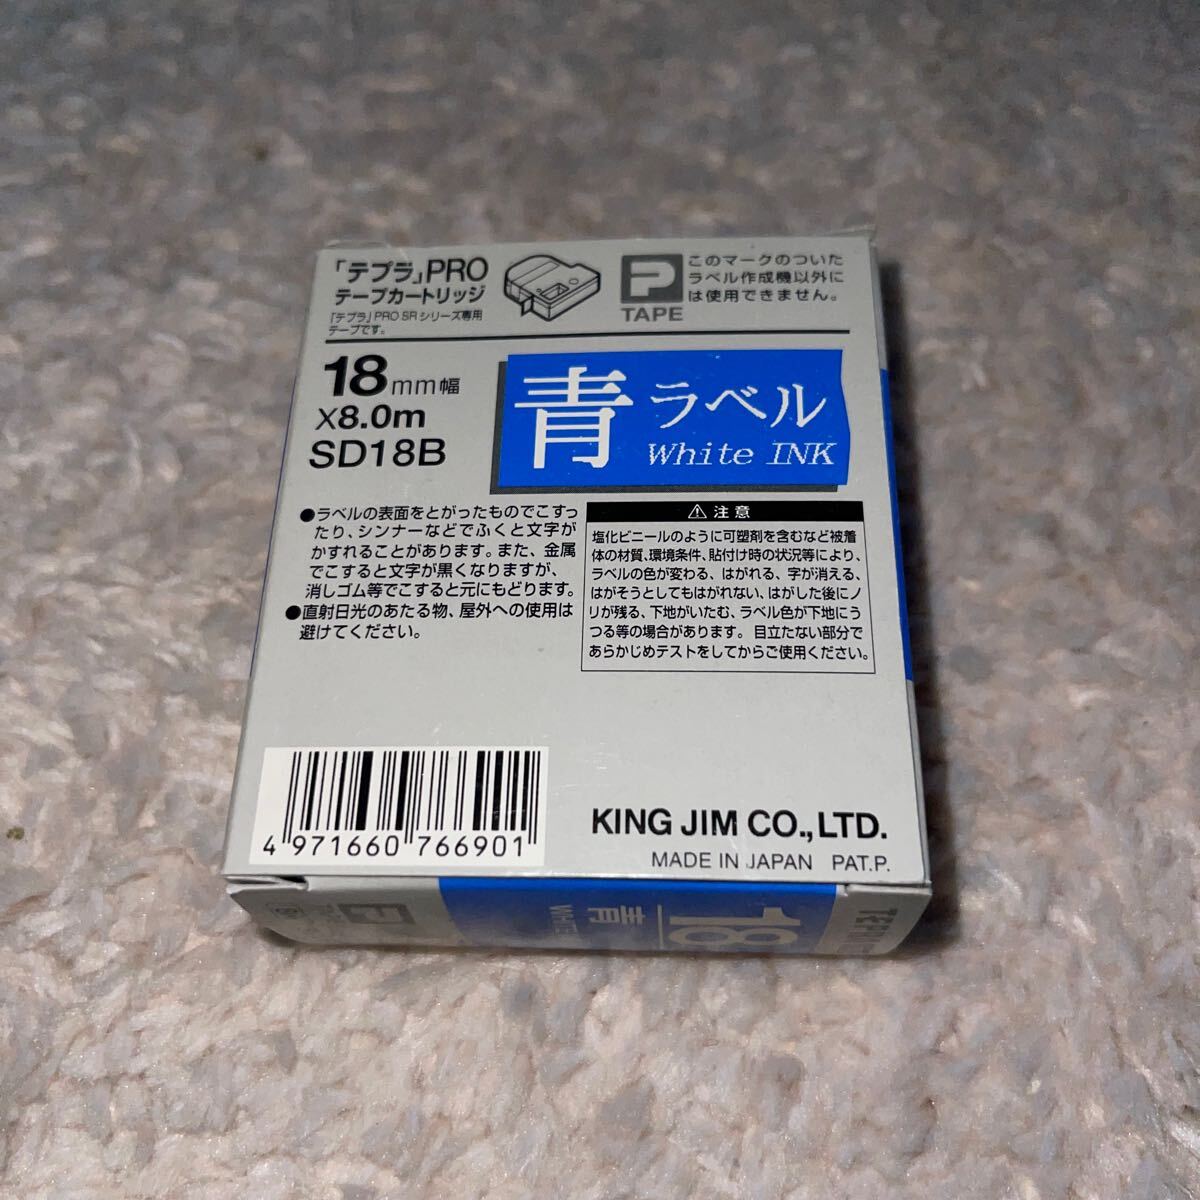 「テプラ」PRO
テープカートリッジ
「テプラ」PRO SRシリーズ専用
テープです。
P
TAPE
このマークのついた
ラベル作成機以外に
は使用できません。
18mm幅
X8.0m
SD18B
青ラベル
White INK
●ラベルの表面をとがったものでこすっ
たり、シンナーなどでふくと文字が
かすれることがあります。また、金属
でこすると文字が黒くなりますが、
消しゴム等でこすると元にもどります。
●直射日光のあたる物、屋外への使用は
避けてください。
⚠ 注意
塩化ビニールのように可塑剤を含むなど被着
体の材質、環境条件、貼付け時の状況等により、
ラベルの色が変わる、はがれる、字が消える、
はがそうとしてもはがれない、はがした後にノ
リが残る、下地がいたむ、ラベル色が下地にう
つる等の場合があります。目立たない部分で
あらかじめテストをしてからご使用ください。
4 971660 766901
KING JIM CO.,LTD.
MADE IN JAPAN PAT.P.
18
青